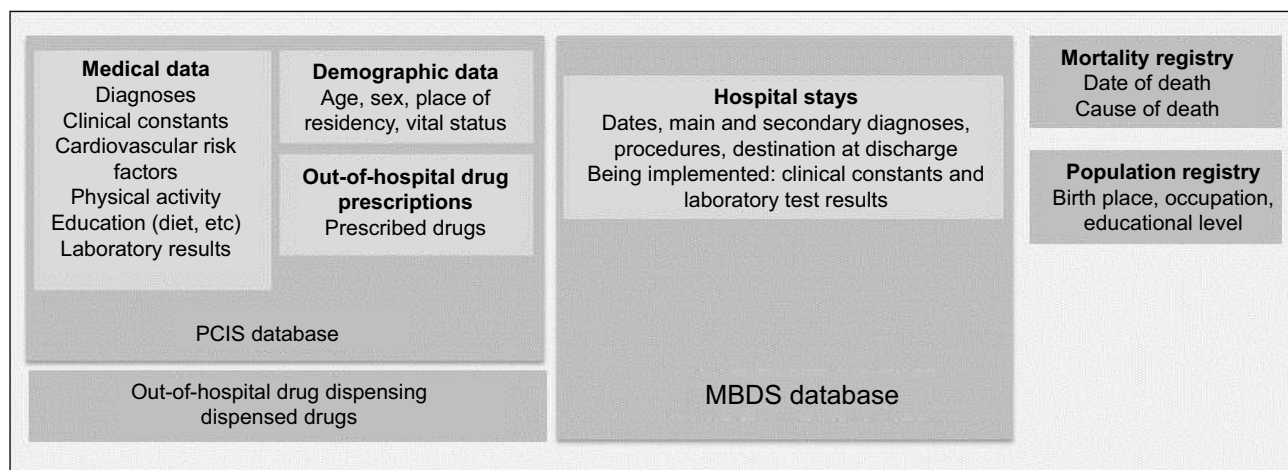 Medical data
Diagnoses
Clinical constants
Cardiovascular risk
factors
Physical activity
Education (diet, etc)
Laboratory results
Demographic data
Age, sex, place of
residency, vital status
Out-of-hospital drug
prescriptions
Prescribed drugs
PCIS database
Out-of-hospital drug dispensing
dispensed drugs
Hospital stays
Dates, main and secondary diagnoses,
procedures, destination at discharge
Being implemented: clinical constants and
laboratory test results
MBDS database
Mortality registry
Date of death
Cause of death
Population registry
Birth place, occupation,
educational level